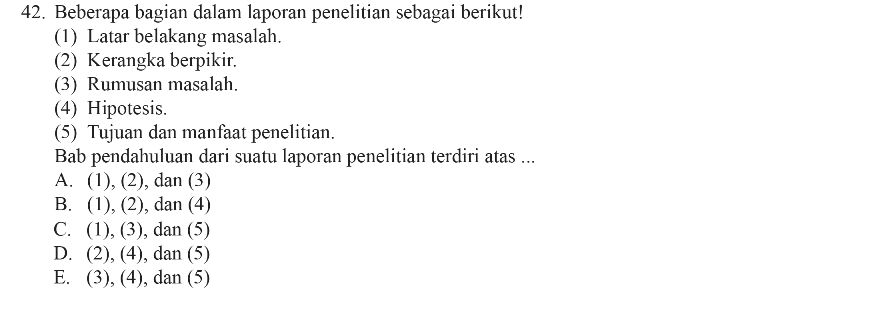 42. Beberapa bagian dalam laporan penelitian sebagai berikut!
(1) Latar belakang masalah.
(2) Kerangka berpikir.
(3) Rumusan masalah.
(4) Hipotesis.
(5) Tujuan dan manfaat penelitian.
Bab pendahuluan dari suatu laporan penelitian terdiri atas ...
A. (1), (2), dan (3)
B. (1), (2), dan (4)
C. (1), (3), dan (5)
D. (2), (4), dan (5)
E. (3), (4), dan (5)